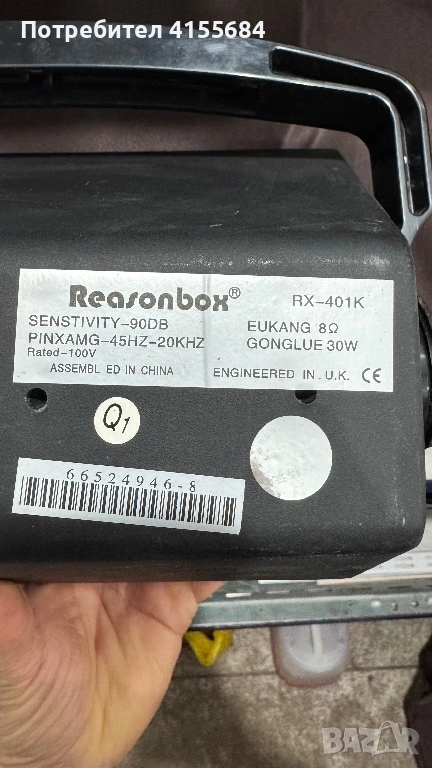 Потребител 4155684
Reasonbox® RX-401K
SENSTIVITY-90DB EUKANG 8Ω
PINXAMG-45HZ-20KHZ GONGLUE 30W
Rated-100V
ASSEMBL ED IN CHINA ENGINEERED IN . U.K. CE
Q1
66524946-8
BAZAR